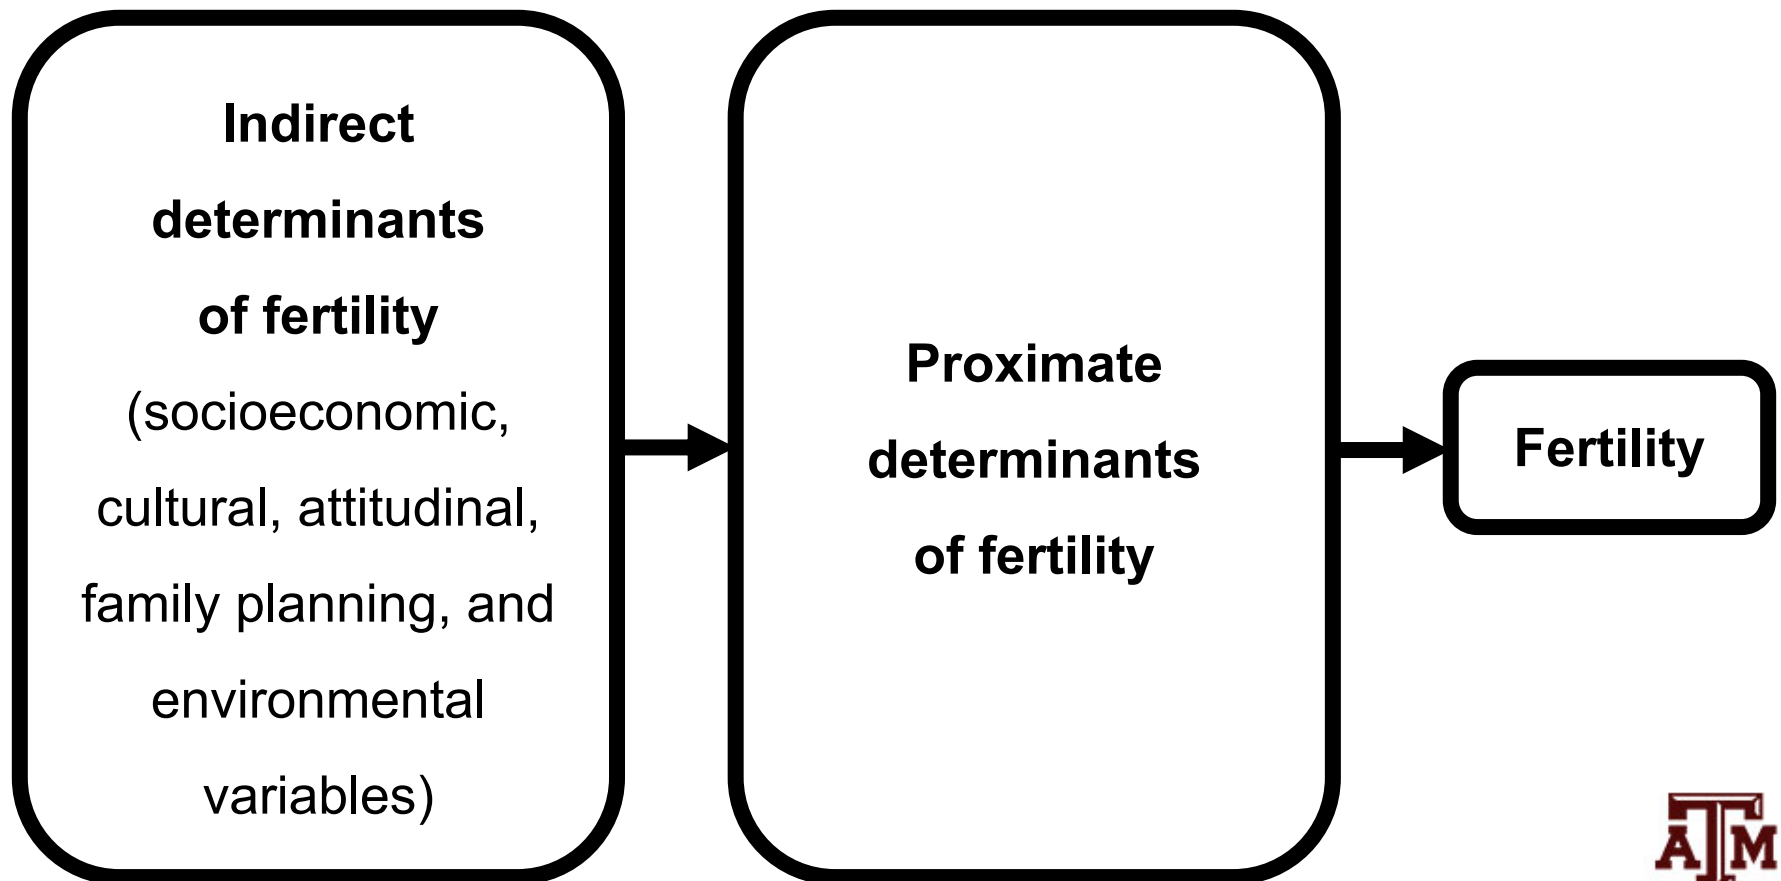 Indirect
determinants
of fertility
(socioeconomic,
cultural, attitudinal,
family planning, and
environmental
variables)
Proximate
determinants
of fertility
Fertility
ATM